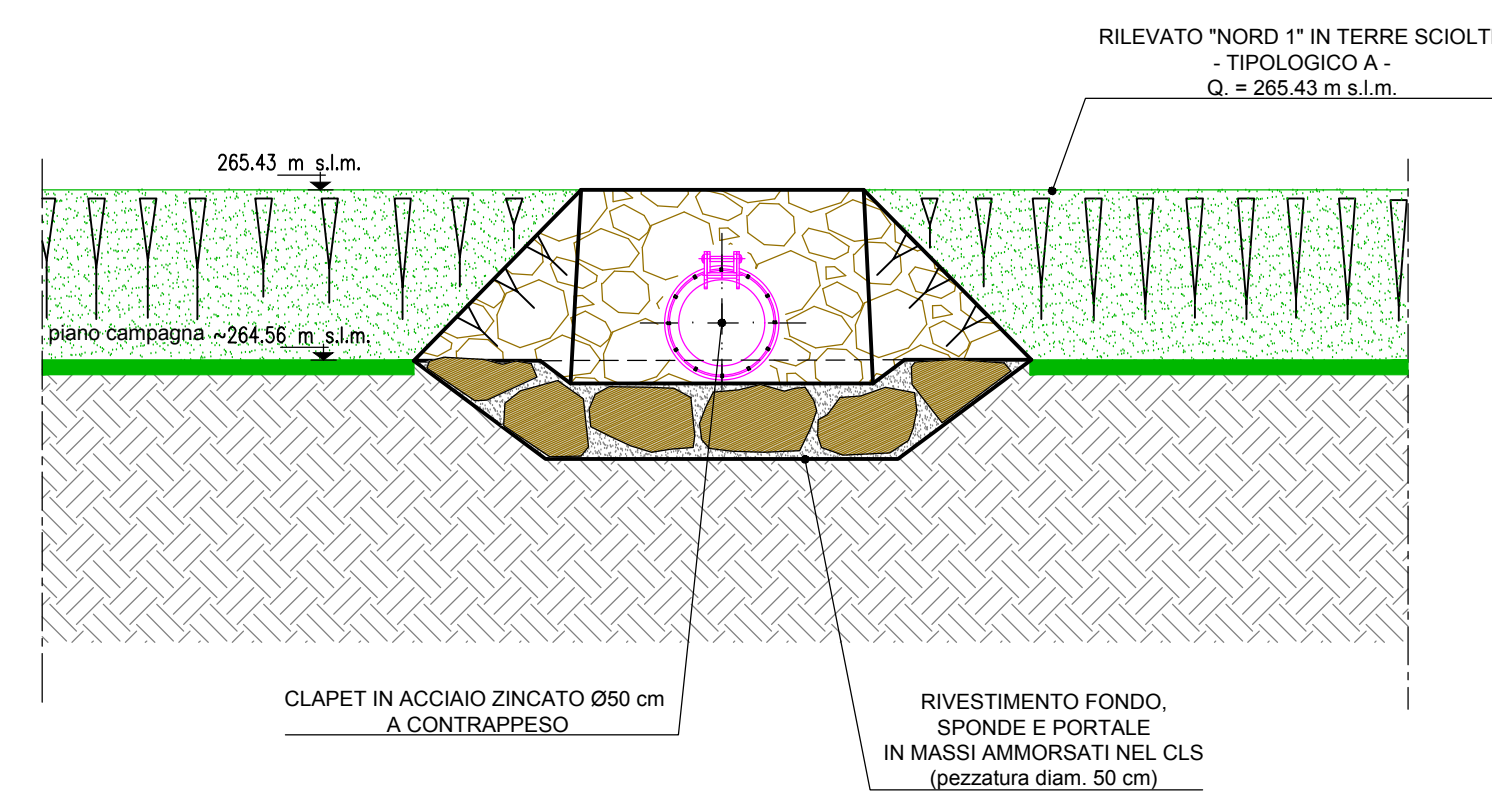 RILEVATO "NORD 1" IN TERRE SCIOLT
- TIPOLOGICO A -
Q. = 265.43 m s.l.m.
265.43 m s.l.m.
piano campagna ~264.56 m s.l.m.
CLAPET IN ACCIAIO ZINCATO Ø50 cm
A CONTRAPPESO
RIVESTIMENTO FONDO,
SPONDE E PORTALE
IN MASSI AMMORSATI NEL CLS
(pezzatura diam. 50 cm)